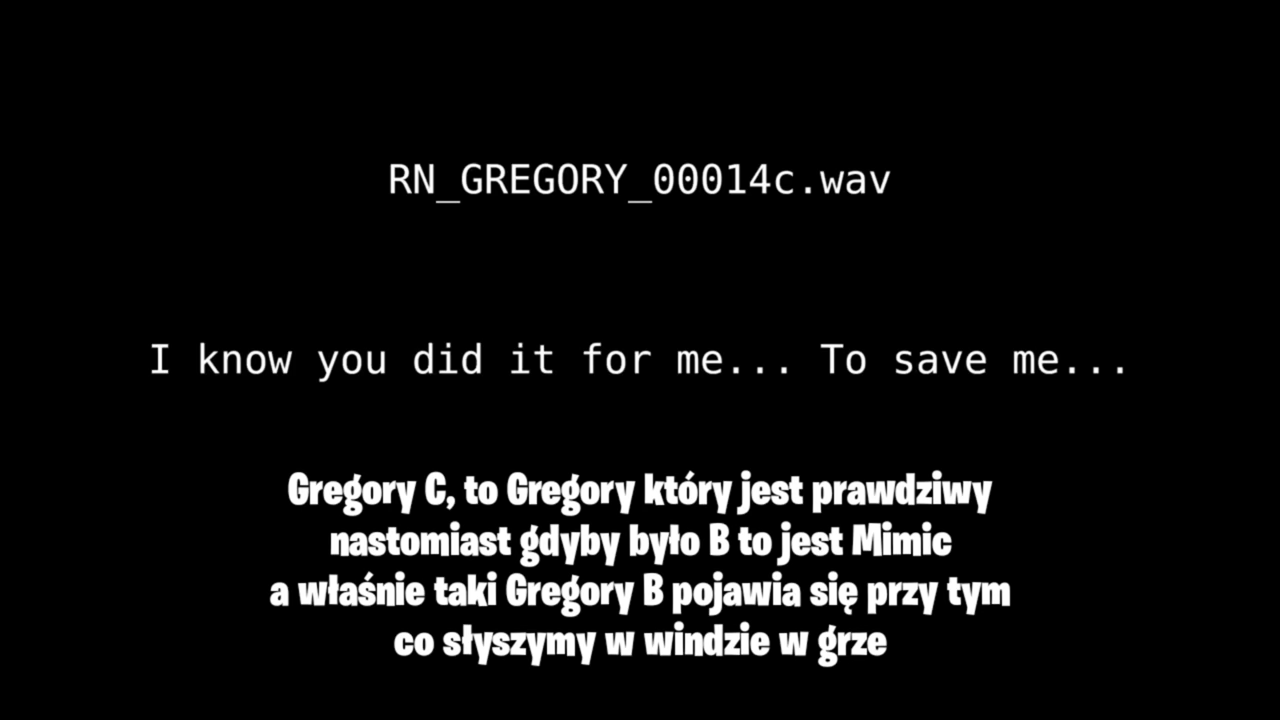 RN_GREGORY_00014c.wav
I know you did it for me... To save me...
Gregory C, to Gregory który jest prawdziwy
nastomiast gdyby było B to jest Mimic
a właśnie taki Gregory B pojawia się przy tym
co słyszymy w windzie w grze